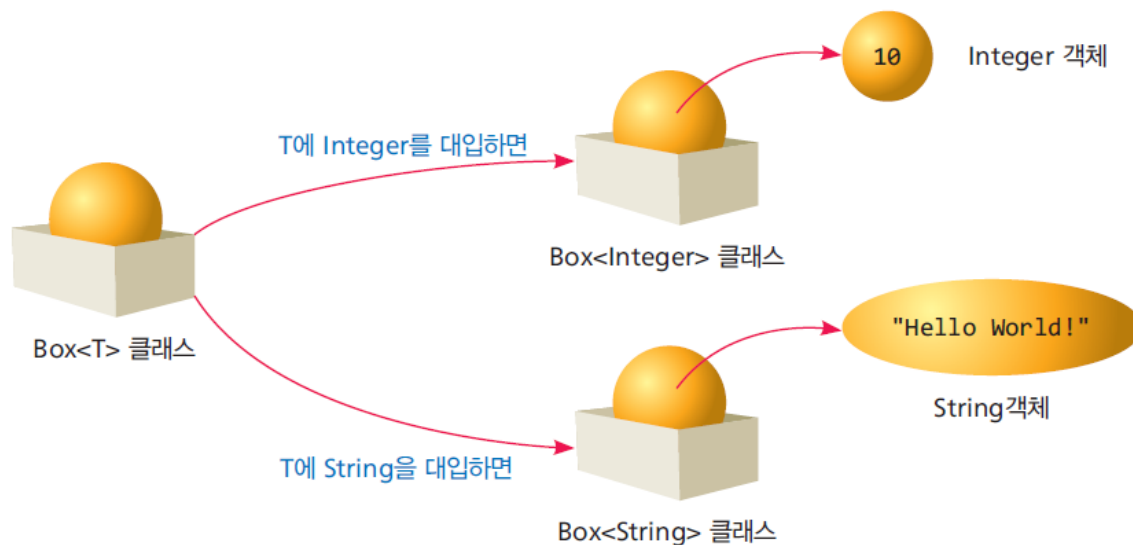 10
Integer 객체
T에 Integer를 대입하면
Box<Integer> 클래스
Box<T> 클래스
"Hello World!"
String객체
T에 String을 대입하면
Box<String> 클래스